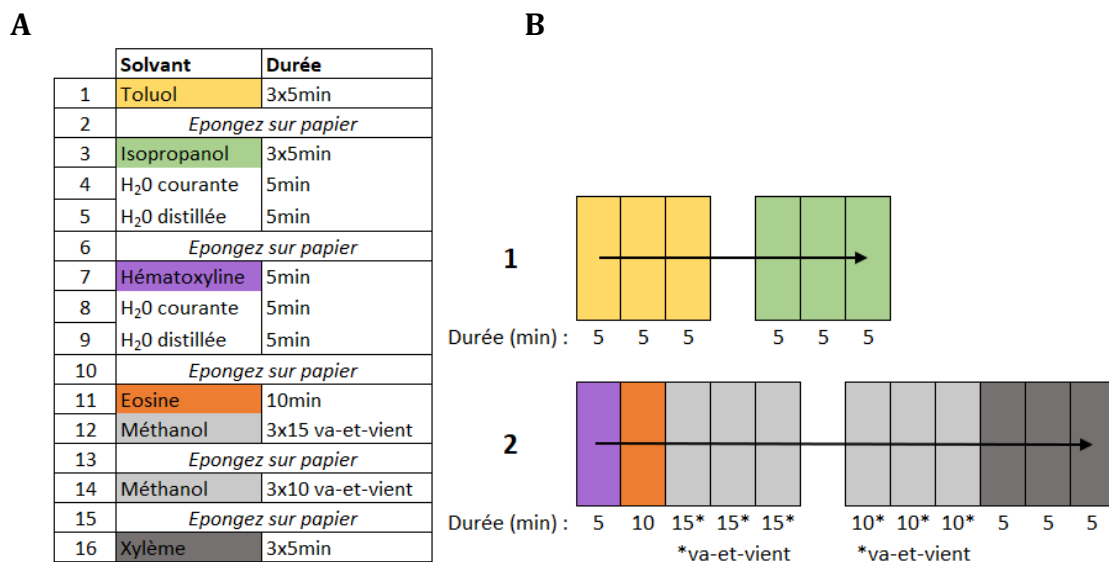 A
B
Solvant Durée
1 Toluol 3x5min
2 Epongez sur papier
3 Isopropanol 3x5min
4 H₂0 courante 5min
5 H₂0 distillée 5min
6 Epongez sur papier
7 Hématoxyline 5min
8 H₂0 courante 5min
9 H₂0 distillée 5min
10 Epongez sur papier
11 Eosine 10min
12 Méthanol 3x15 va-et-vient
13 Epongez sur papier
14 Méthanol 3x10 va-et-vient
15 Epongez sur papier
16 Xylème 3x5min
1
Durée (min) : 5 5 5 5 5 5
2
Durée (min) : 5 10 15* 15* 15* 10* 10* 10* 5 5 5
*va-et-vient *va-et-vient